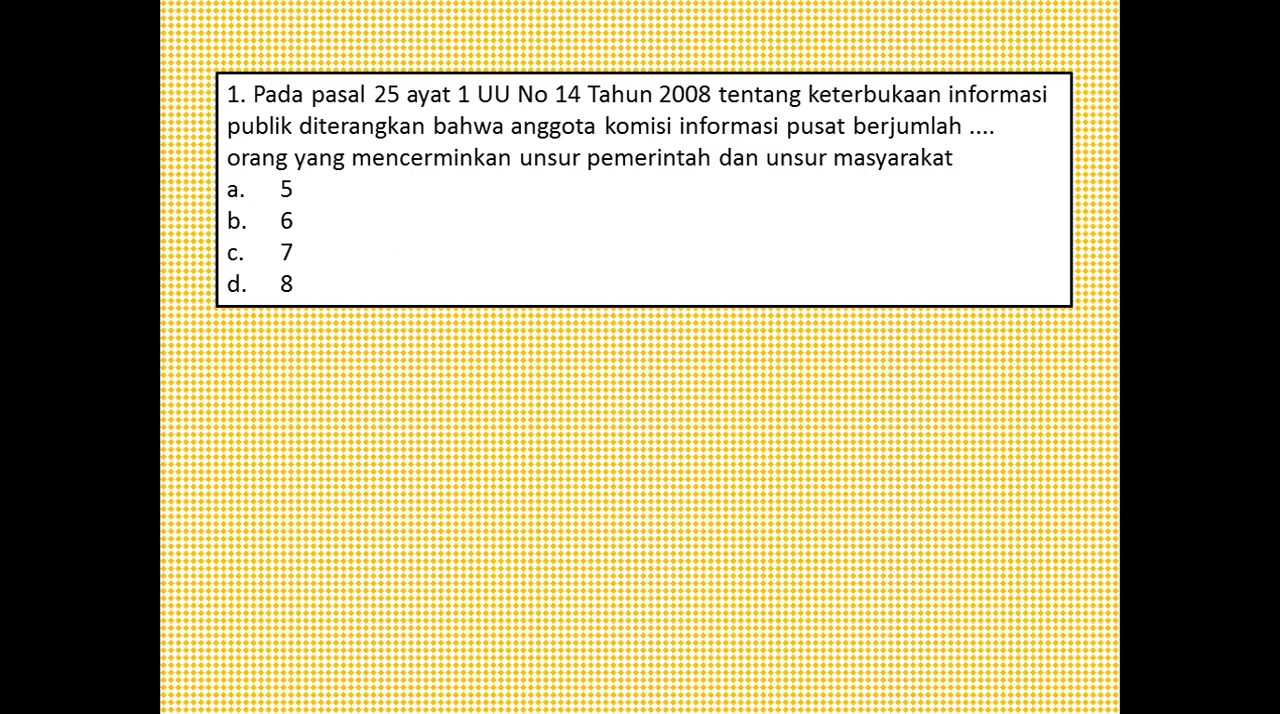 1. Pada pasal 25 ayat 1 UU No 14 Tahun 2008 tentang keterbukaan informasi
publik diterangkan bahwa anggota komisi informasi pusat berjumlah ....
orang yang mencerminkan unsur pemerintah dan unsur masyarakat
a. 5
b. 6
c. 7
d. 8